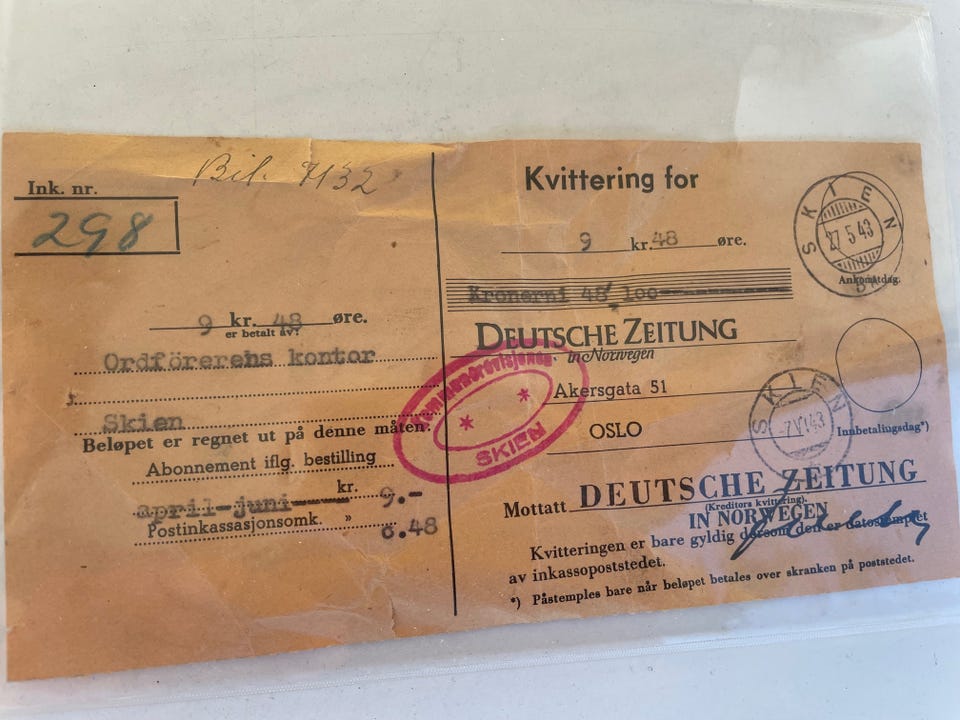 Bil. 7132
Ink. nr.
298
9 kr. 48 øre.
er betalt av:
Ordförerens kontor
Skien
Beløpet er regnet ut på denne måten:
Abonnement iflg. bestilling
april-juni kr. 9.-
Postinkassasjonsomk. » 0.48
Kvittering for
9 kr. 48 øre.
Kronerni 48/100
DEUTSCHE ZEITUNG
in Norwegen
Akersgata 51
OSLO
Mottatt DEUTSCHE ZEITUNG
(Kreditors kvittering).
IN NORWEGEN
Kvitteringen er bare gyldig dersom den er datostemplet
av inkassopoststedet.
*) Påstemples bare når beløpet betales over skranken på poststedet.
SKIEN
27 5 43
Ankomstdag.
SKIEN
-7 VI 43
Innbetalingsdag*)
SKIEN